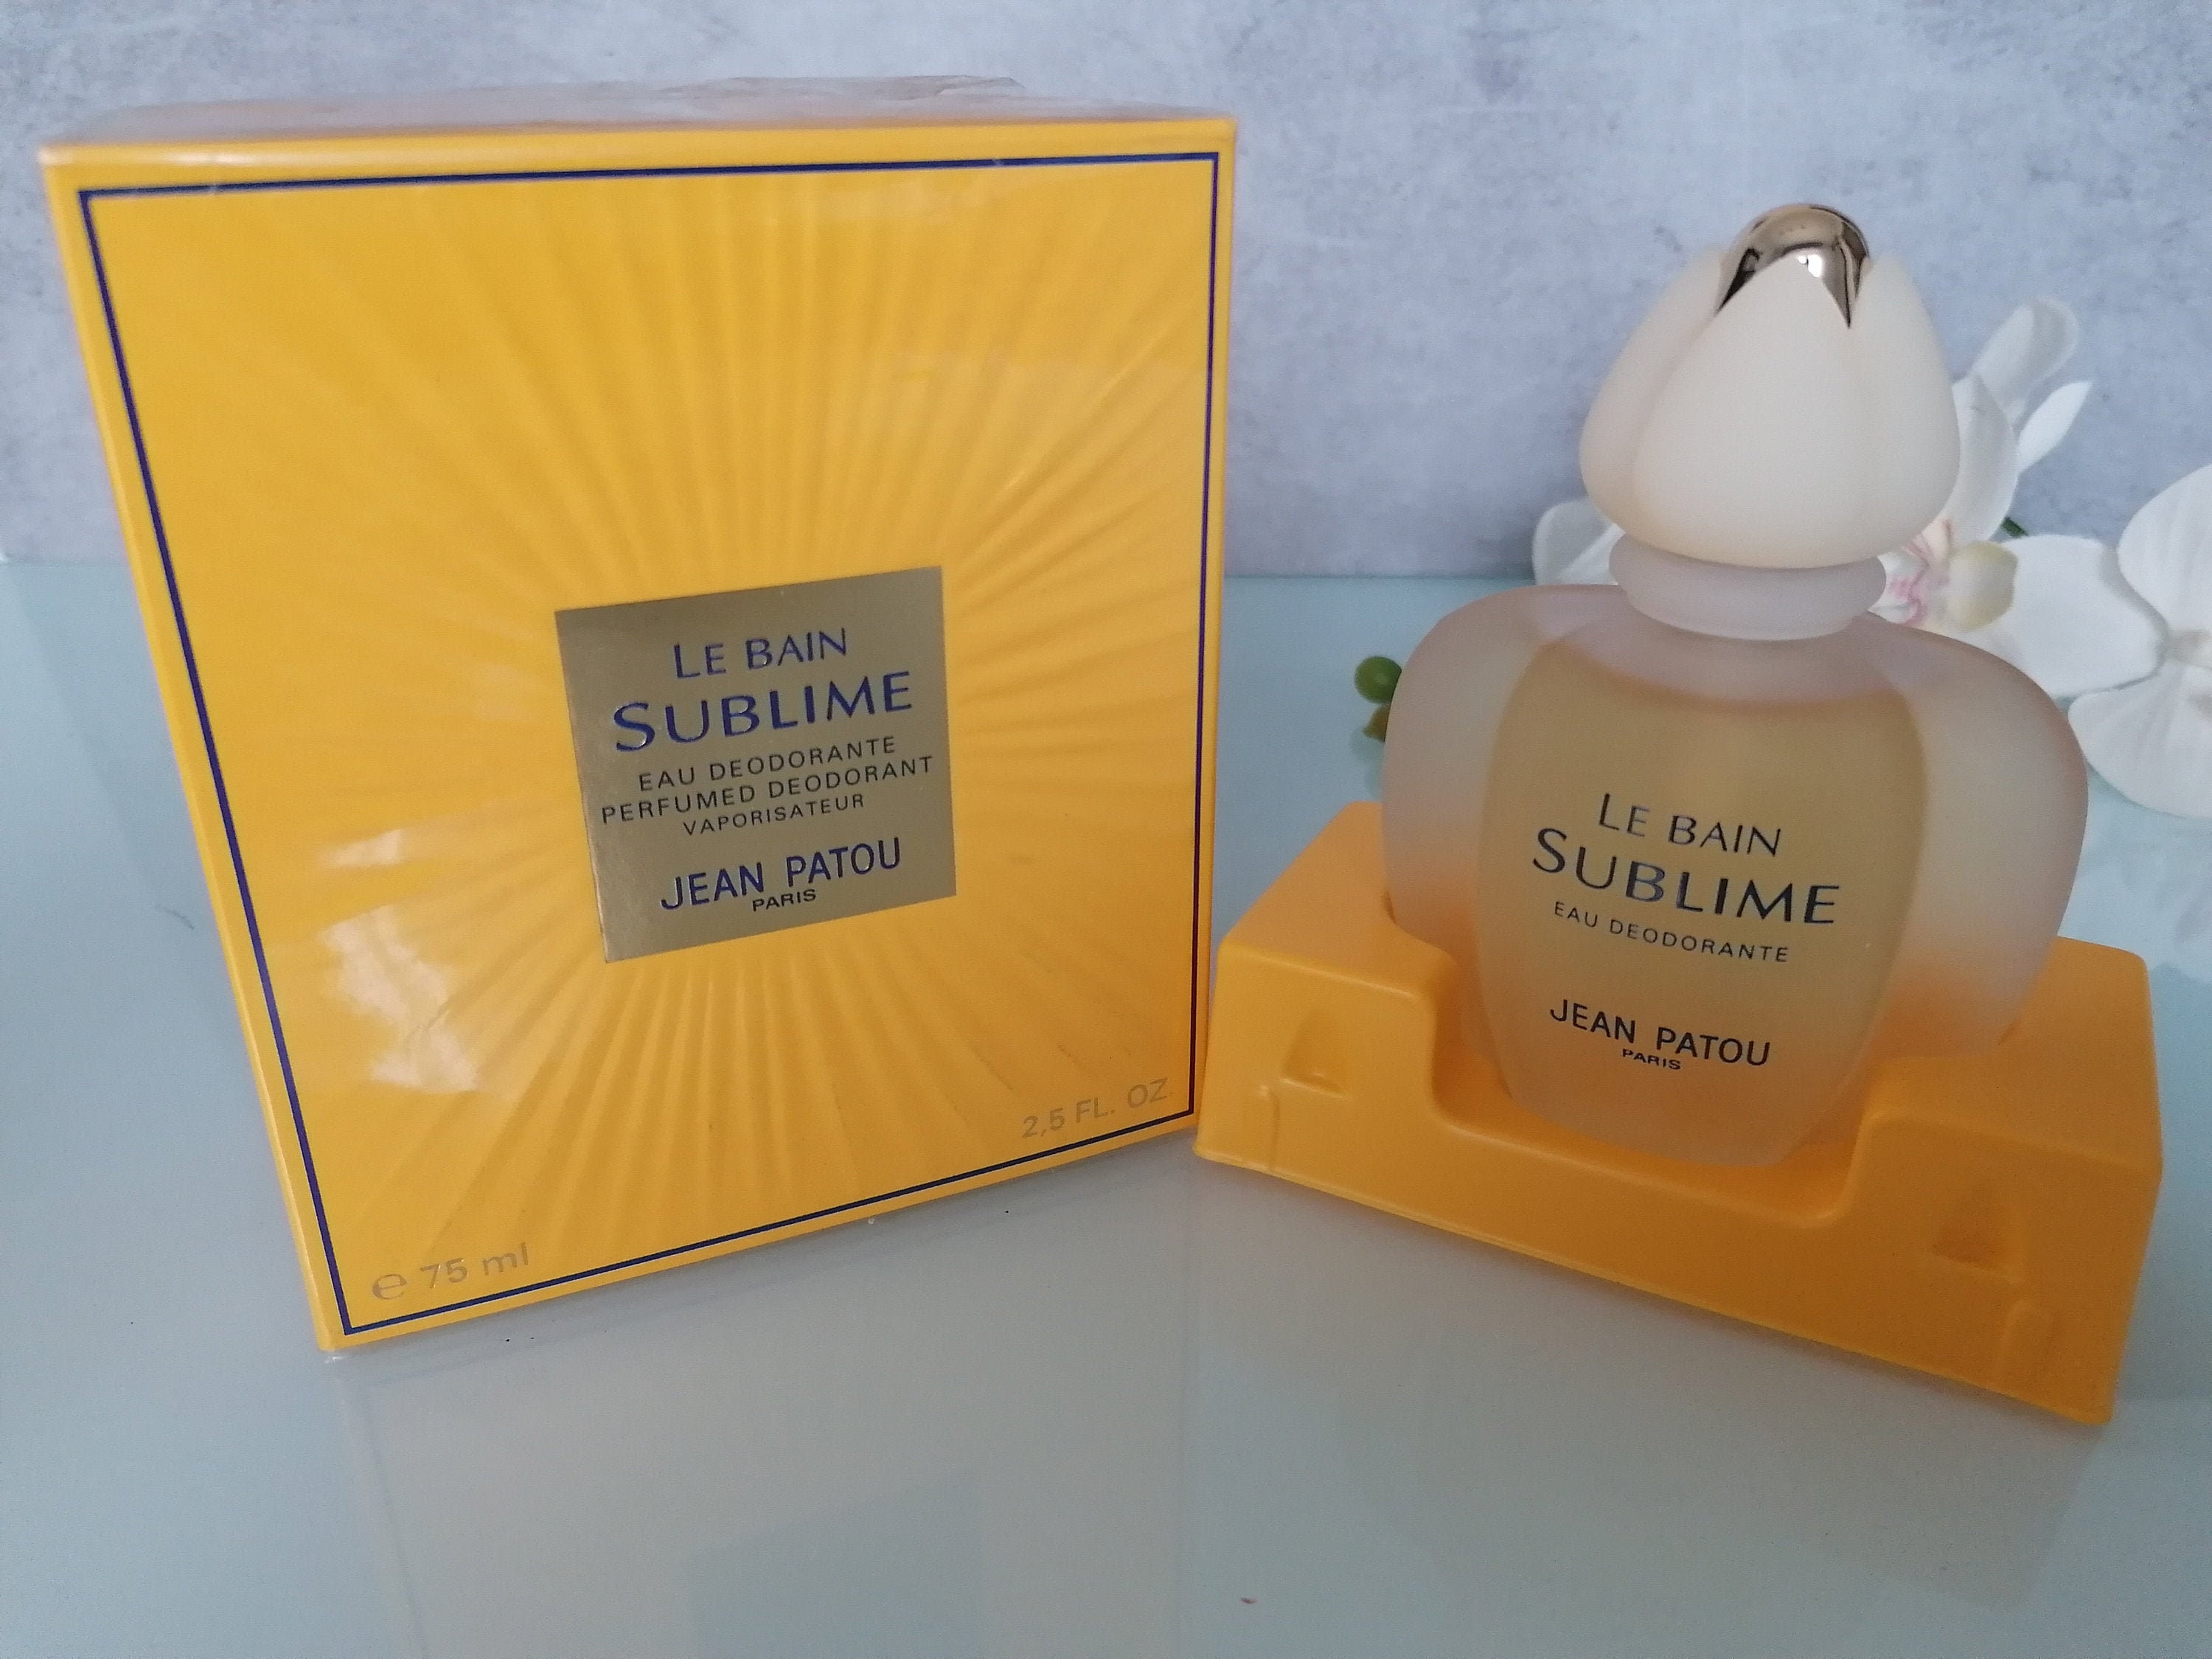 LE BAIN
SUBLIME
EAU DEODORANTE
PERFUMED DEODORANT
VAPORISATEUR
JEAN PATOU
PARIS
2,5 FL. OZ.
℮ 75 ml
LE BAIN
SUBLIME
EAU DEODORANTE
JEAN PATOU
PARIS